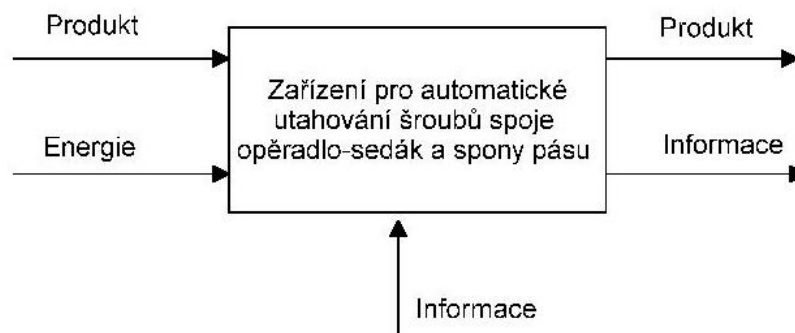 Produkt
Produkt
Zařízení pro automatické
utahování šroubů spoje
opěradlo-sedák a spony pásu
Energie
Informace
Informace